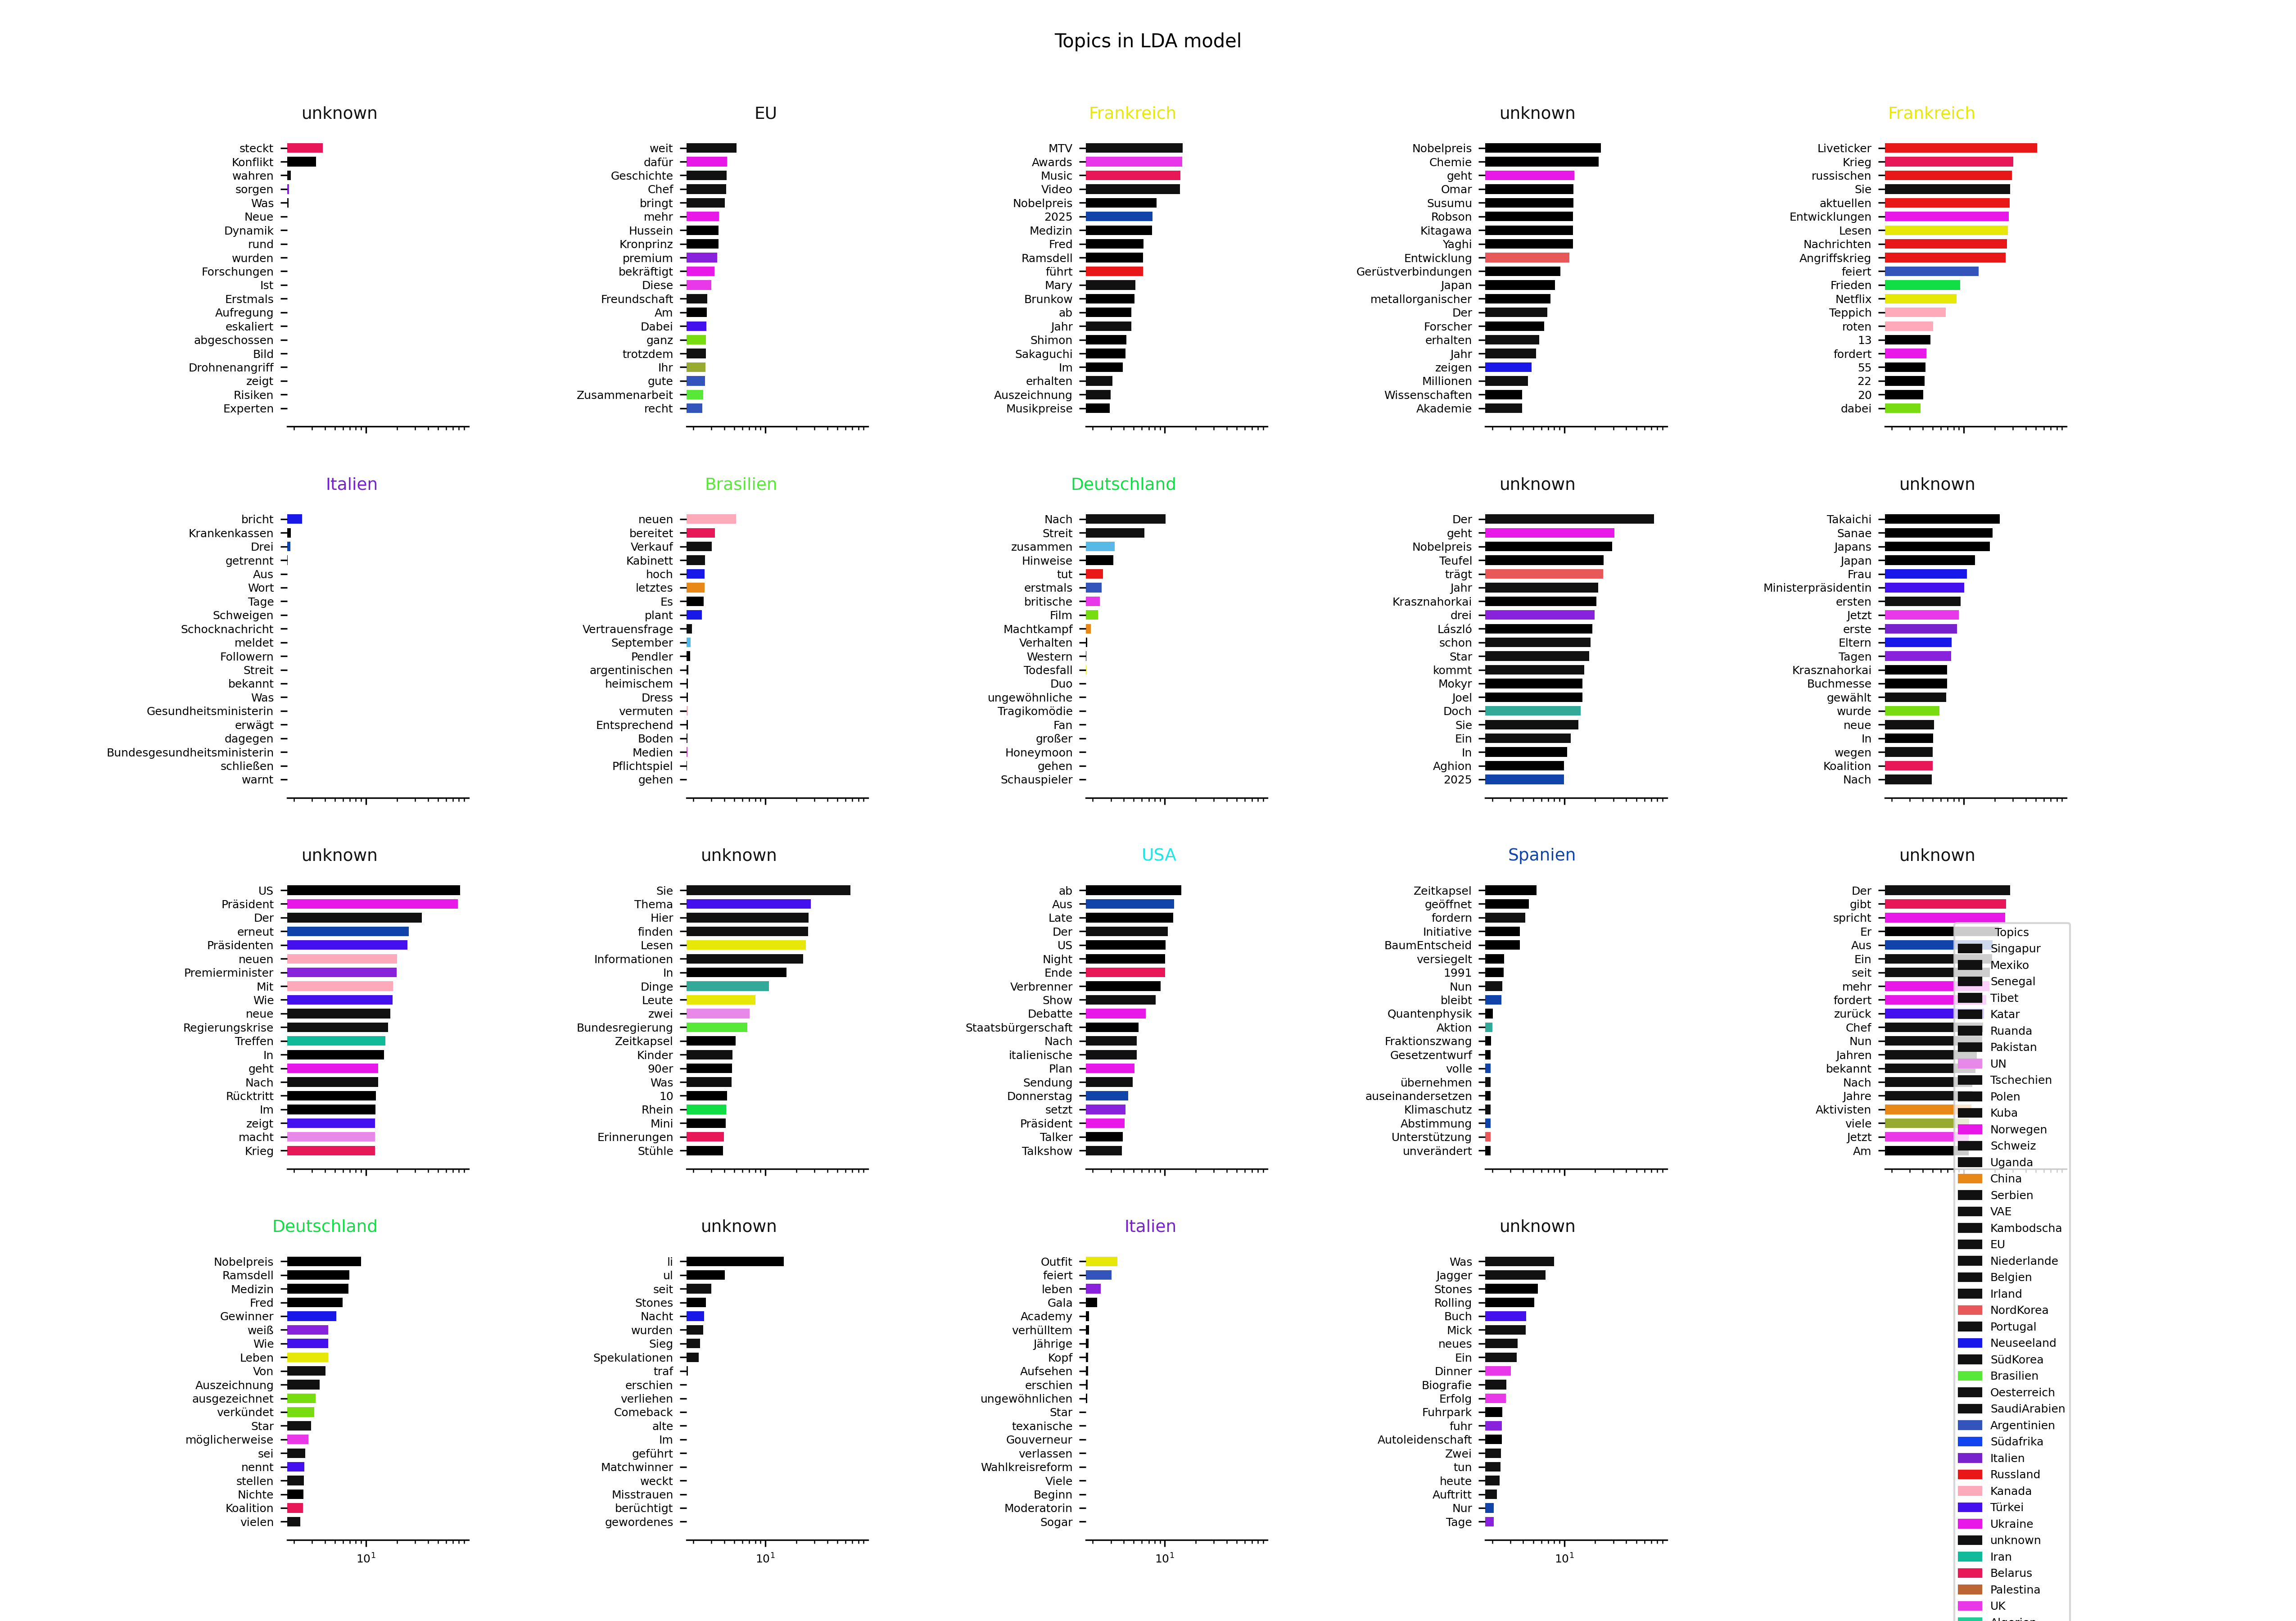 Topics in LDA model
unknown
steckt
Konflikt
wahren
sorgen
Was
Neue
Dynamik
rund
wurden
Forschungen
Ist
Erstmals
Aufregung
eskaliert
abgeschossen
Bild
Drohnenangriff
zeigt
Risiken
Experten
EU
weit
dafür
Geschichte
Chef
bringt
mehr
Hussein
Kronprinz
premium
bekräftigt
Diese
Freundschaft
Am
Dabei
ganz
trotzdem
Ihr
gute
Zusammenarbeit
recht
Frankreich
MTV
Awards
Music
Video
Nobelpreis
2025
Medizin
Fred
Ramsdell
führt
Mary
Brunkow
ab
Jahr
Shimon
Sakaguchi
Im
erhalten
Auszeichnung
Musikpreise
unknown
Nobelpreis
Chemie
geht
Omar
Susumu
Robson
Kitagawa
Yaghi
Entwicklung
Gerüstverbindungen
Japan
metallorganischer
Der
Forscher
erhalten
Jahr
zeigen
Millionen
Wissenschaften
Akademie
Frankreich
Liveticker
Krieg
russischen
Sie
aktuellen
Entwicklungen
Lesen
Nachrichten
Angriffskrieg
feiert
Frieden
Netflix
Teppich
roten
13
fordert
55
22
20
dabei
Italien
bricht
Krankenkassen
Drei
getrennt
Aus
Wort
Tage
Schweigen
Schocknachricht
meldet
Followern
Streit
bekannt
Was
Gesundheitsministerin
erwägt
dagegen
Bundesgesundheitsministerin
schließen
warnt
Brasilien
neuen
bereitet
Verkauf
Kabinett
hoch
letztes
Es
plant
Vertrauensfrage
September
Pendler
argentinischen
heimischem
Dress
vermuten
Entsprechend
Boden
Medien
Pflichtspiel
gehen
Deutschland
Nach
Streit
zusammen
Hinweise
tut
erstmals
britische
Film
Machtkampf
Verhalten
Western
Todesfall
Duo
ungewöhnliche
Tragikomödie
Fan
großer
Honeymoon
gehen
Schauspieler
unknown
Der
geht
Nobelpreis
Teufel
trägt
Jahr
Krasznahorkai
drei
László
schon
Star
kommt
Mokyr
Joel
Doch
Sie
Ein
In
Aghion
2025
unknown
Takaichi
Sanae
Japans
Japan
Frau
Ministerpräsidentin
ersten
Jetzt
erste
Eltern
Tagen
Krasznahorkai
Buchmesse
gewählt
wurde
neue
In
wegen
Koalition
Nach
unknown
US
Präsident
Der
erneut
Präsidenten
neuen
Premierminister
Mit
Wie
neue
Regierungskrise
Treffen
In
geht
Nach
Rücktritt
Im
zeigt
macht
Krieg
unknown
Sie
Thema
Hier
finden
Lesen
Informationen
In
Dinge
Leute
zwei
Bundesregierung
Zeitkapsel
Kinder
90er
Was
10
Rhein
Mini
Erinnerungen
Stühle
USA
ab
Aus
Late
Der
US
Night
Ende
Verbrenner
Show
Debatte
Staatsbürgerschaft
Nach
italienische
Plan
Sendung
Donnerstag
setzt
Präsident
Talker
Talkshow
Spanien
Zeitkapsel
geöffnet
fordern
Initiative
BaumEntscheid
versiegelt
1991
Nun
bleibt
Quantenphysik
Aktion
Fraktionszwang
Gesetzentwurf
volle
übernehmen
auseinandersetzen
Klimaschutz
Abstimmung
Unterstützung
unverändert
unknown
Der
gibt
spricht
Er
Aus
Ein
seit
mehr
fordert
zurück
Chef
Nun
Jahren
bekannt
Nach
Jahre
Aktivisten
viele
Jetzt
Am
Deutschland
Nobelpreis
Ramsdell
Medizin
Fred
Gewinner
weiß
Wie
Leben
Von
Auszeichnung
ausgezeichnet
verkündet
Star
möglicherweise
sei
nennt
stellen
Nichte
Koalition
vielen
10¹
unknown
li
ul
seit
Stones
Nacht
wurden
Sieg
Spekulationen
traf
erschien
verliehen
Comeback
alte
Im
geführt
Matchwinner
weckt
Misstrauen
berüchtigt
gewordenes
10¹
Italien
Outfit
feiert
leben
Gala
Academy
verhülltem
Jährige
Kopf
Aufsehen
erschien
ungewöhnlichen
Star
texanische
Gouverneur
verlassen
Wahlkreisreform
Viele
Beginn
Moderatorin
Sogar
10¹
unknown
Was
Jagger
Stones
Rolling
Buch
Mick
neues
Ein
Dinner
Biografie
Erfolg
Fuhrpark
fuhr
Autoleidenschaft
Zwei
tun
heute
Auftritt
Nur
Tage
10¹
Topics
Singapur
Mexiko
Senegal
Tibet
Katar
Ruanda
Pakistan
UN
Tschechien
Polen
Kuba
Norwegen
Schweiz
Uganda
China
Serbien
VAE
Kambodscha
EU
Niederlande
Belgien
Irland
NordKorea
Portugal
Neuseeland
SüdKorea
Brasilien
Oesterreich
SaudiArabien
Argentinien
Südafrika
Italien
Russland
Kanada
Türkei
Ukraine
unknown
Iran
Belarus
Palestina
UK